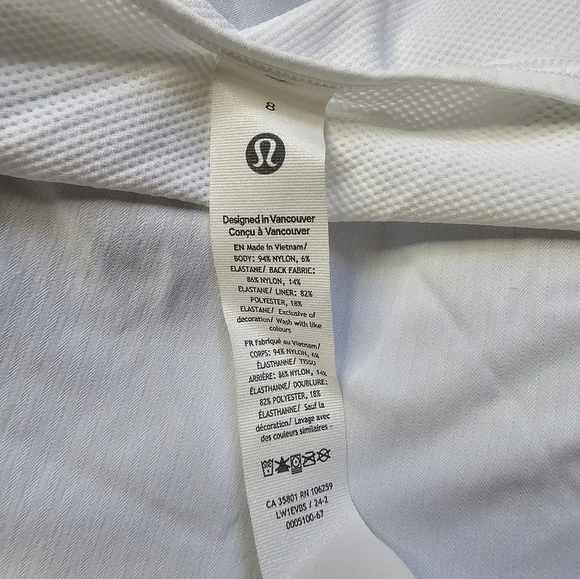 8
Designed in Vancouver
Conçu à Vancouver
EN Made in Vietnam/
BODY: 94% NYLON, 6%
ELASTANE/ BACK FABRIC:
86% NYLON, 14%
ELASTANE/ LINER: 82%
POLYESTER, 18%
ELASTANE/ Exclusive of
decoration/ Wash with like
colours
FR Fabriqué au Vietnam/
CORPS: 94% NYLON, 6%
ÉLASTHANNE/ TISSU
ARRIÈRE: 86% NYLON, 14%
ÉLASTHANNE/ DOUBLURE:
82% POLYESTER, 18%
ÉLASTHANNE/ Sauf la
décoration/ Lavage avec
des couleurs similaires -
CA 35801 RN 106259
LW1EVBS / 24-2
0005100-67